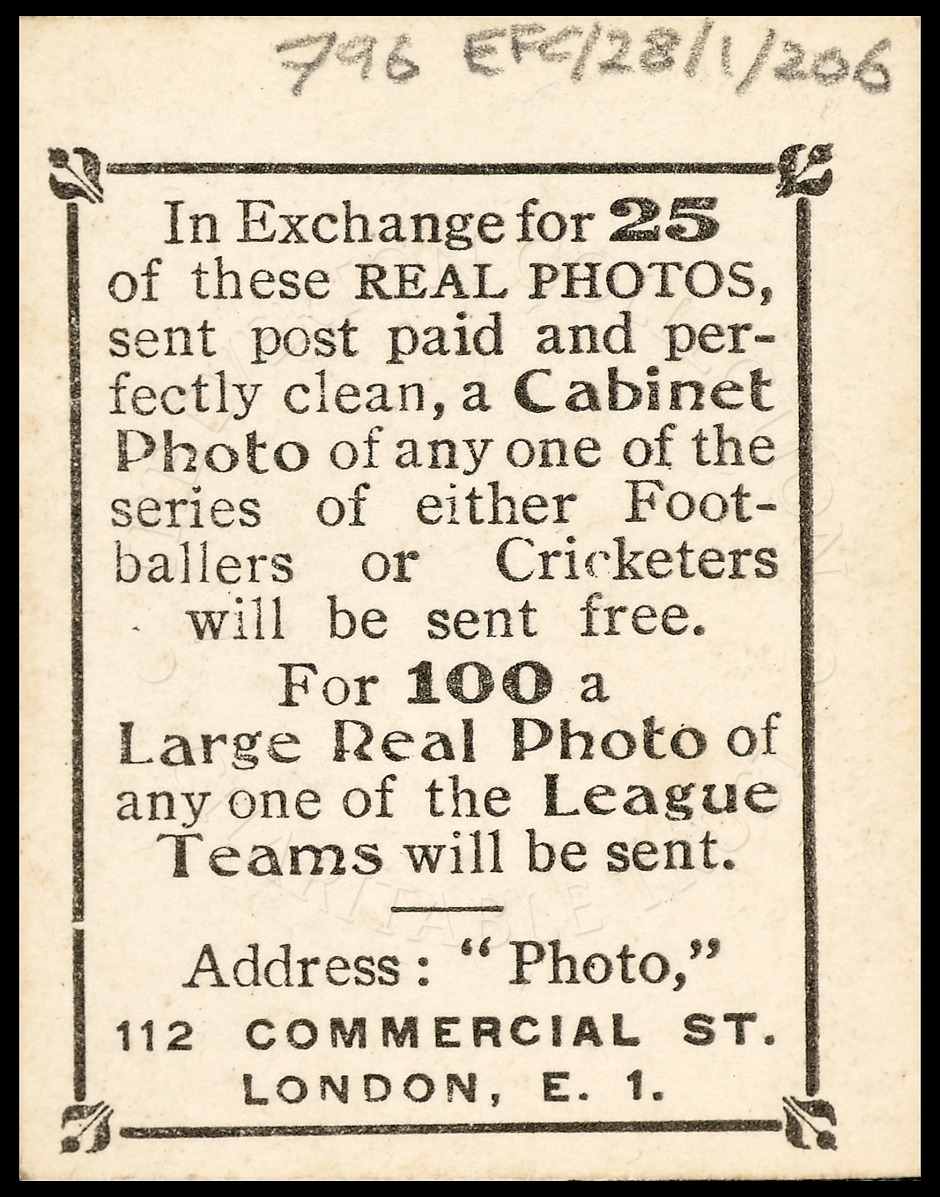 796 EFC/28/1/206
In Exchange for 25
of these REAL PHOTOS,
sent post paid and per-
fectly clean, a Cabinet
Photo of any one of the
series of either Foot-
ballers or Cricketers
will be sent free.
For 100 a
Large Real Photo of
any one of the League
Teams will be sent.
Address: "Photo,"
112 COMMERCIAL ST.
LONDON, E. 1.
CHARITABLE TRUST